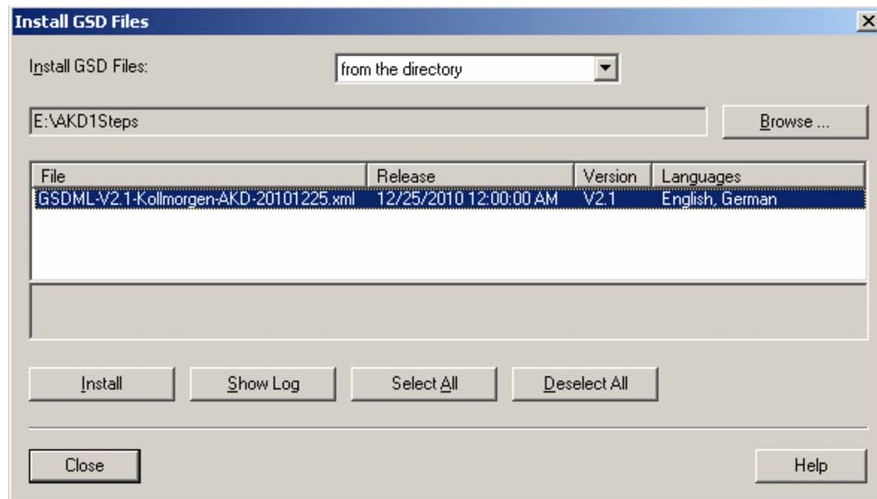 Install GSD Files
Install GSD Files:
from the directory
E:\AKD1Steps
Browse ...
File Release Version Languages
GSDML-V2.1-Kollmorgen-AKD-20101225.xml 12/25/2010 12:00:00 AM V2.1 English, German
Install Show Log Select All Deselect All
Close Help